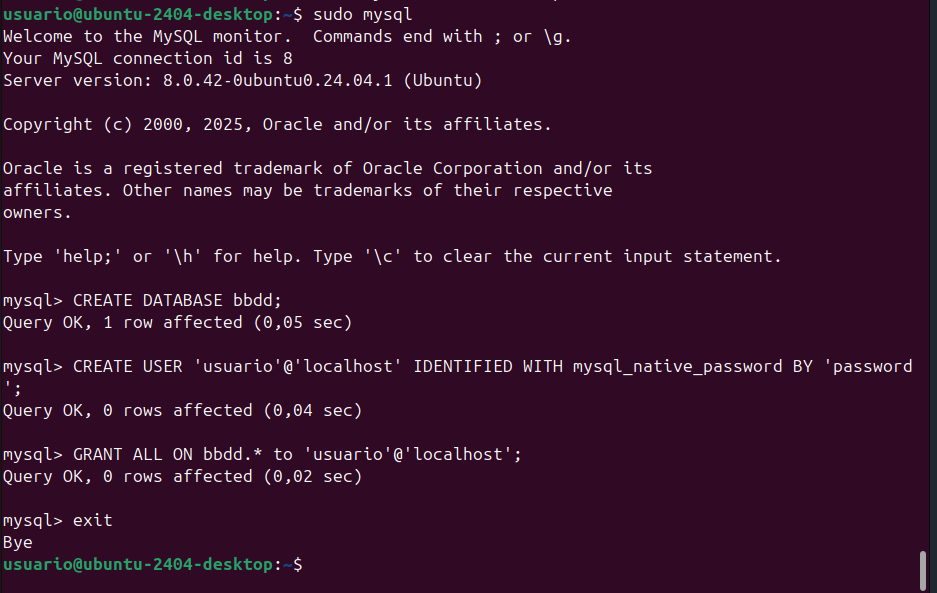 usuario@ubuntu-2404-desktop:~$ sudo mysql
Welcome to the MySQL monitor.  Commands end with ; or \g.
Your MySQL connection id is 8
Server version: 8.0.42-0ubuntu0.24.04.1 (Ubuntu)

Copyright (c) 2000, 2025, Oracle and/or its affiliates.

Oracle is a registered trademark of Oracle Corporation and/or its
affiliates. Other names may be trademarks of their respective
owners.

Type 'help;' or '\h' for help. Type '\c' to clear the current input statement.

mysql> CREATE DATABASE bbdd;
Query OK, 1 row affected (0,05 sec)

mysql> CREATE USER 'usuario'@'localhost' IDENTIFIED WITH mysql_native_password BY 'password
';
Query OK, 0 rows affected (0,04 sec)

mysql> GRANT ALL ON bbdd.* to 'usuario'@'localhost';
Query OK, 0 rows affected (0,02 sec)

mysql> exit
Bye
usuario@ubuntu-2404-desktop:~$